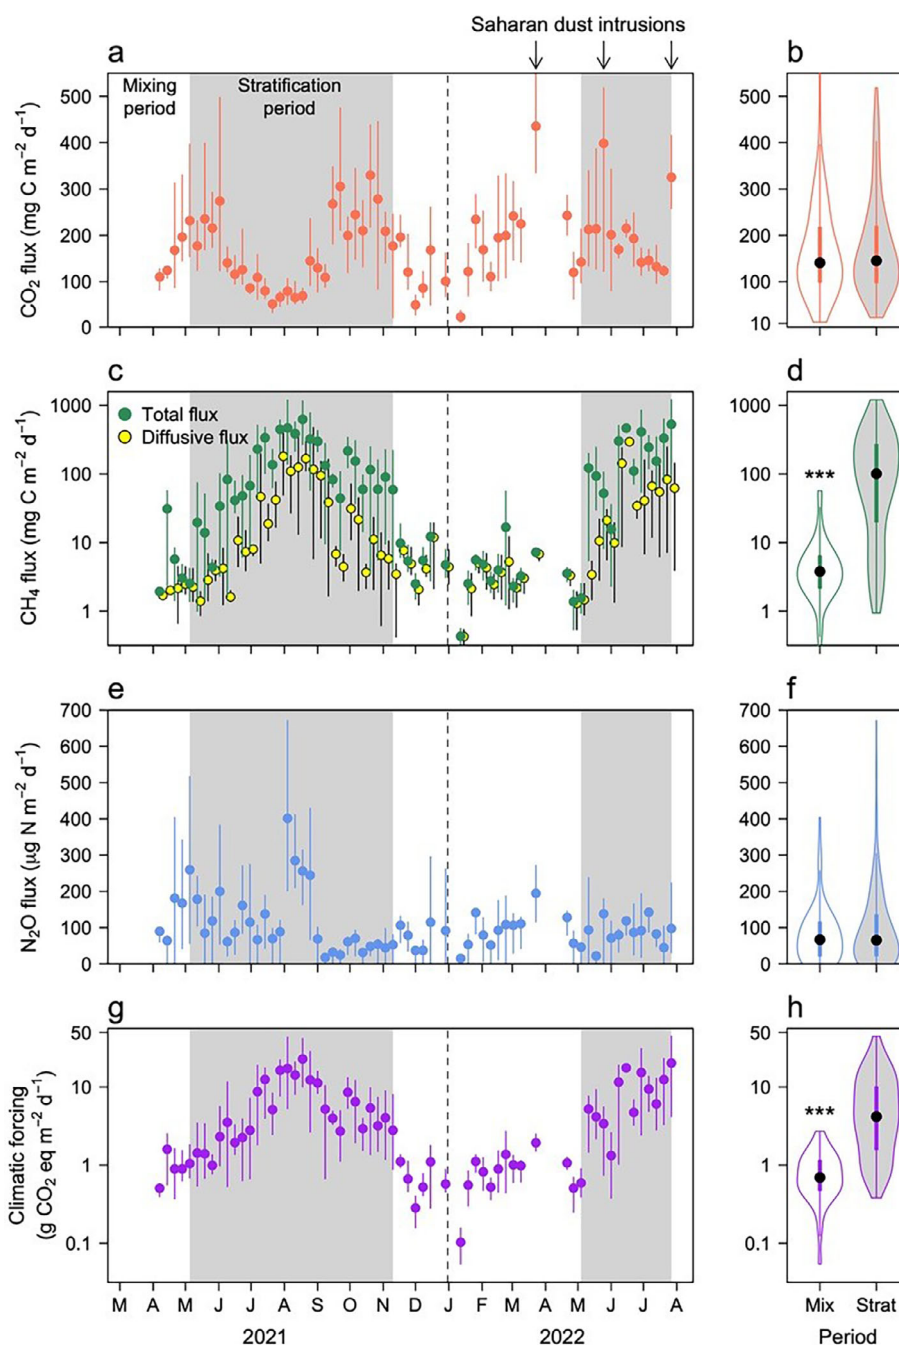 Saharan dust intrusions
a
b
Mixing
period
Stratification
period
CO₂ flux (mg C m⁻² d⁻¹)
500
400
300
200
100
0
500
400
300
200
100
10
c
d
CH₄ flux (mg C m⁻² d⁻¹)
Total flux
Diffusive flux
1000
100
10
1
1000
100
10
1
***
e
f
N₂O flux (µg N m⁻² d⁻¹)
700
600
500
400
300
200
100
0
700
600
500
400
300
200
100
0
g
h
Climatic forcing
(g CO₂ eq m⁻² d⁻¹)
50
10
1
0.1
50
10
1
0.1
***
M A M J J A S O N D J F M A M J J A
2021 2022
Mix Strat
Period